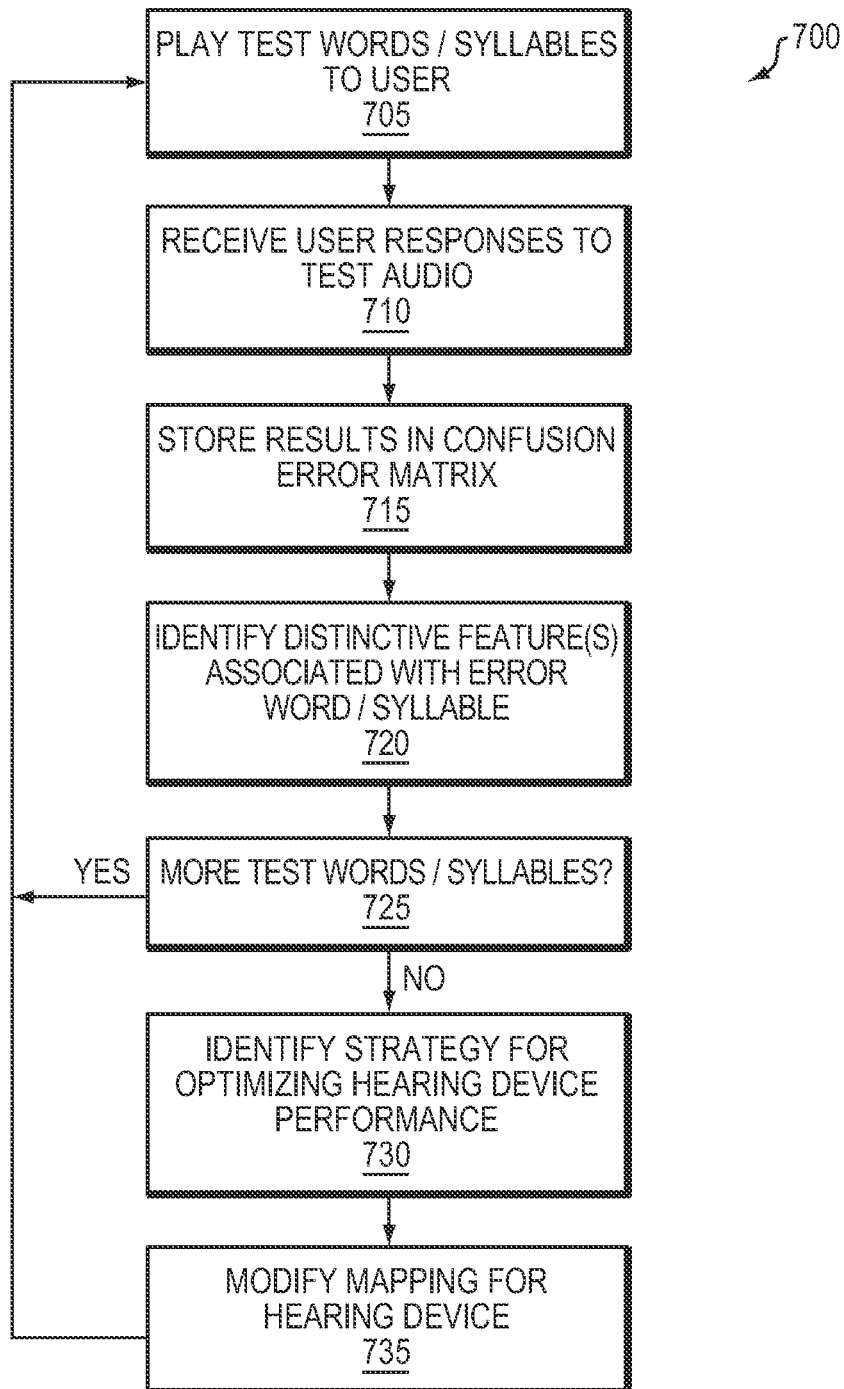 PLAY TEST WORDS / SYLLABLES
TO USER
705
700
RECEIVE USER RESPONSES TO
TEST AUDIO
710
STORE RESULTS IN CONFUSION
ERROR MATRIX
715
IDENTIFY DISTINCTIVE FEATURE(S)
ASSOCIATED WITH ERROR
WORD / SYLLABLE
720
YES
MORE TEST WORDS / SYLLABLES?
725
NO
IDENTIFY STRATEGY FOR
OPTIMIZING HEARING DEVICE
PERFORMANCE
730
MODIFY MAPPING FOR
HEARING DEVICE
735